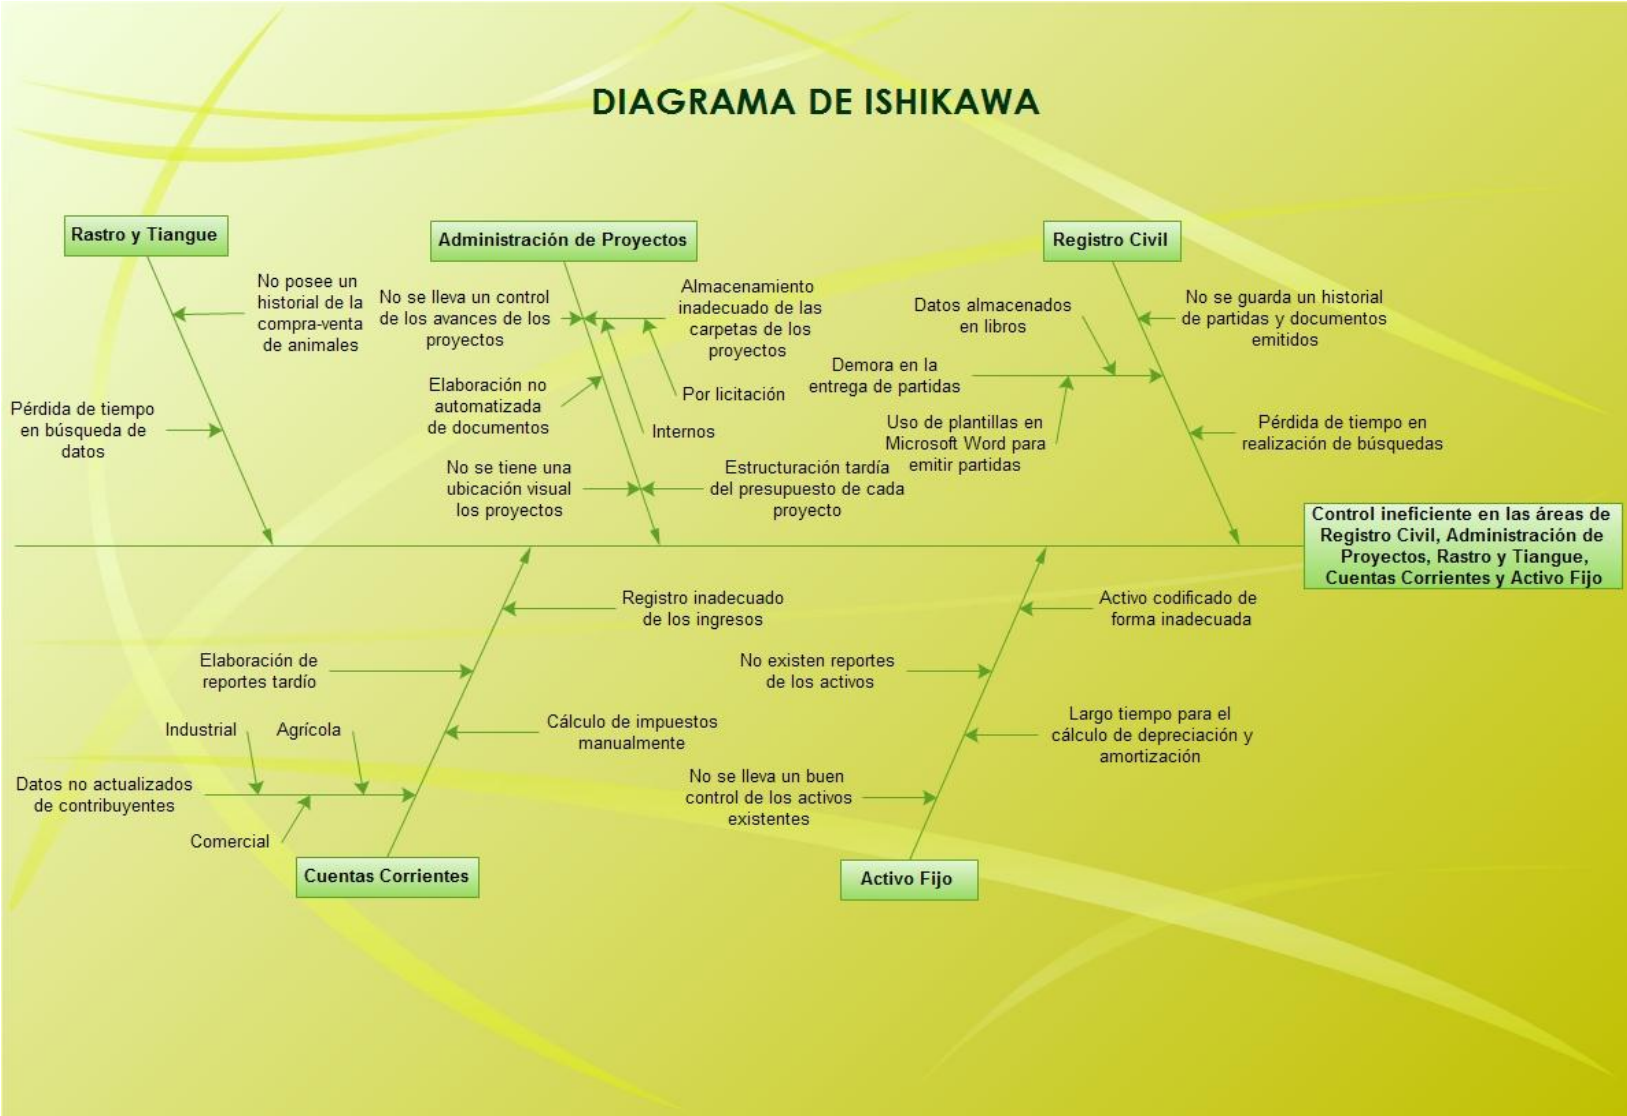 DIAGRAMA DE ISHIKAWA
Rastro y Tiangue
Administración de Proyectos
Registro Civil
No posee un
historial de la
compra-venta
de animales
Pérdida de tiempo
en búsqueda de
datos
No se lleva un control
de los avances de los
proyectos
Almacenamiento
inadecuado de las
carpetas de los
proyectos
Elaboración no
automatizada
de documentos
Por licitación
Internos
No se tiene una
ubicación visual
los proyectos
Estructuración tardía
del presupuesto de cada
proyecto
Datos almacenados
en libros
No se guarda un historial
de partidas y documentos
emitidos
Demora en la
entrega de partidas
Uso de plantillas en
Microsoft Word para
emitir partidas
Pérdida de tiempo en
realización de búsquedas
Control ineficiente en las áreas de
Registro Civil, Administración de
Proyectos, Rastro y Tiangue,
Cuentas Corrientes y Activo Fijo
Registro inadecuado
de los ingresos
Elaboración de
reportes tardío
Industrial
Agrícola
Cálculo de impuestos
manualmente
Datos no actualizados
de contribuyentes
Comercial
Cuentas Corrientes
Activo codificado de
forma inadecuada
No existen reportes
de los activos
Largo tiempo para el
cálculo de depreciación y
amortización
No se lleva un buen
control de los activos
existentes
Activo Fijo